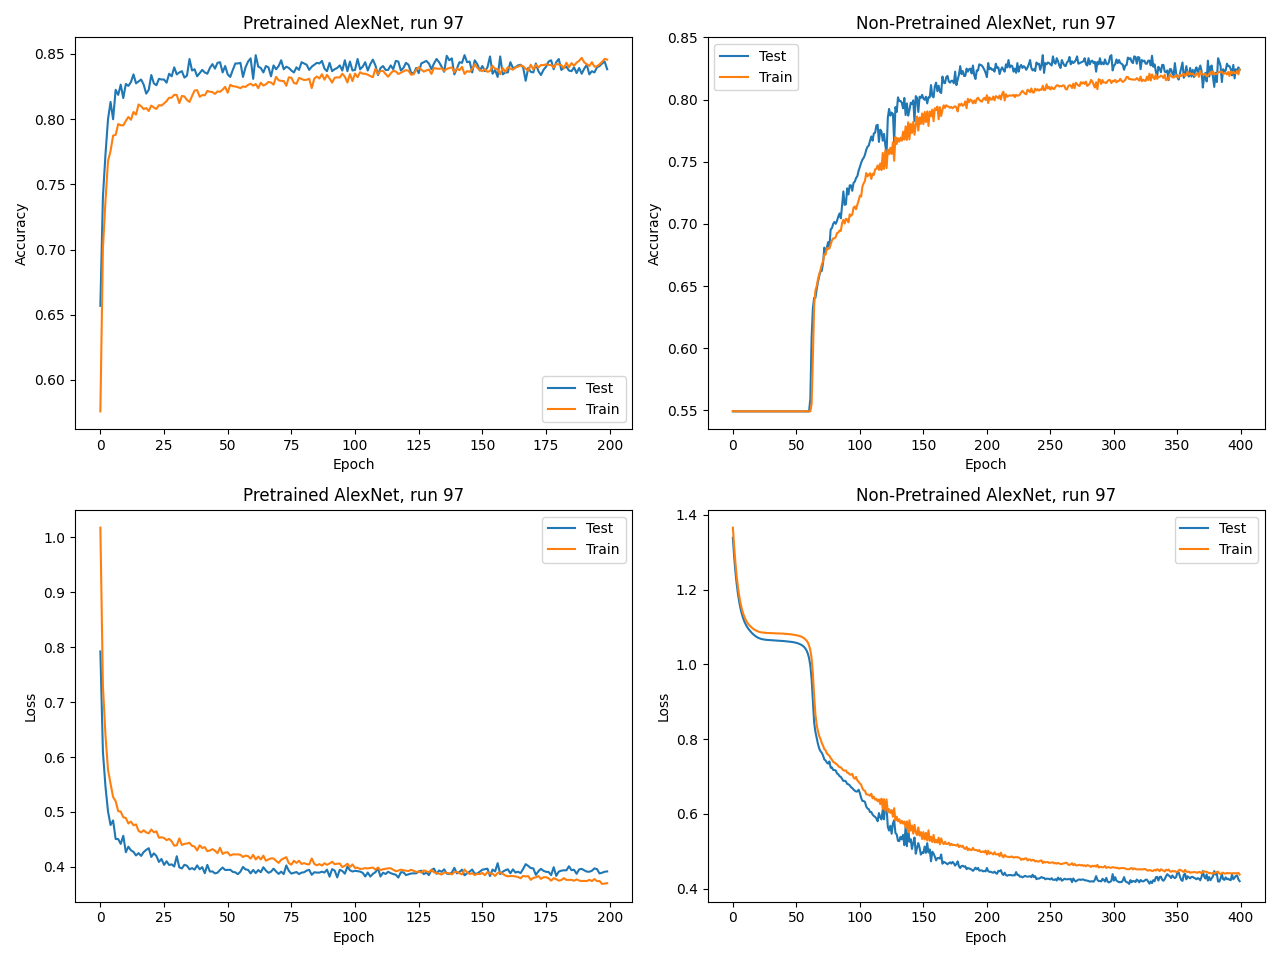 Pretrained AlexNet, run 97
0.85
0.80
0.75
0.70
0.65
0.60
Accuracy
0 25 50 75 100 125 150 175 200
Epoch
Test
Train
Non-Pretrained AlexNet, run 97
0.85
0.80
0.75
0.70
0.65
0.60
0.55
Accuracy
0 50 100 150 200 250 300 350 400
Epoch
Test
Train
Pretrained AlexNet, run 97
1.0
0.9
0.8
0.7
0.6
0.5
0.4
Loss
0 25 50 75 100 125 150 175 200
Epoch
Test
Train
Non-Pretrained AlexNet, run 97
1.4
1.2
1.0
0.8
0.6
0.4
Loss
0 50 100 150 200 250 300 350 400
Epoch
Test
Train